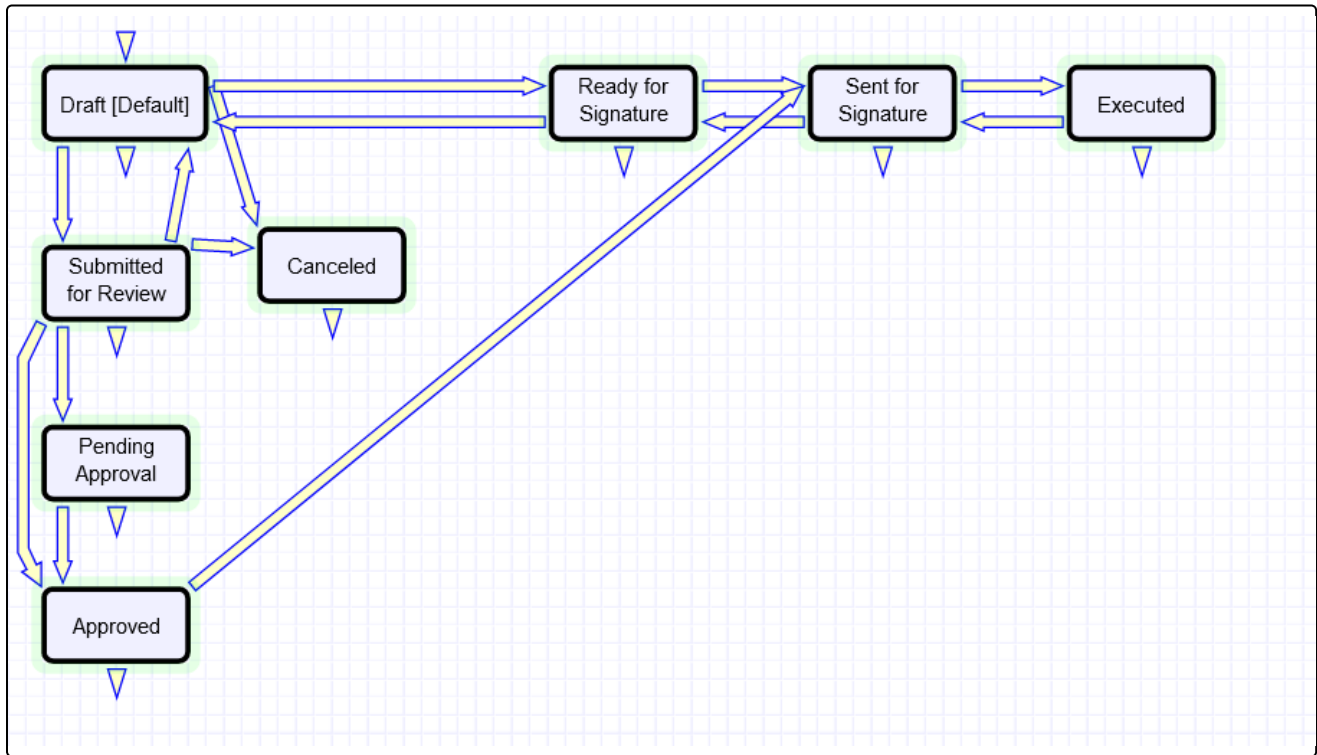 Draft [Default]
Ready for
Signature
Sent for
Signature
Executed
Submitted
for Review
Canceled
Pending
Approval
Approved